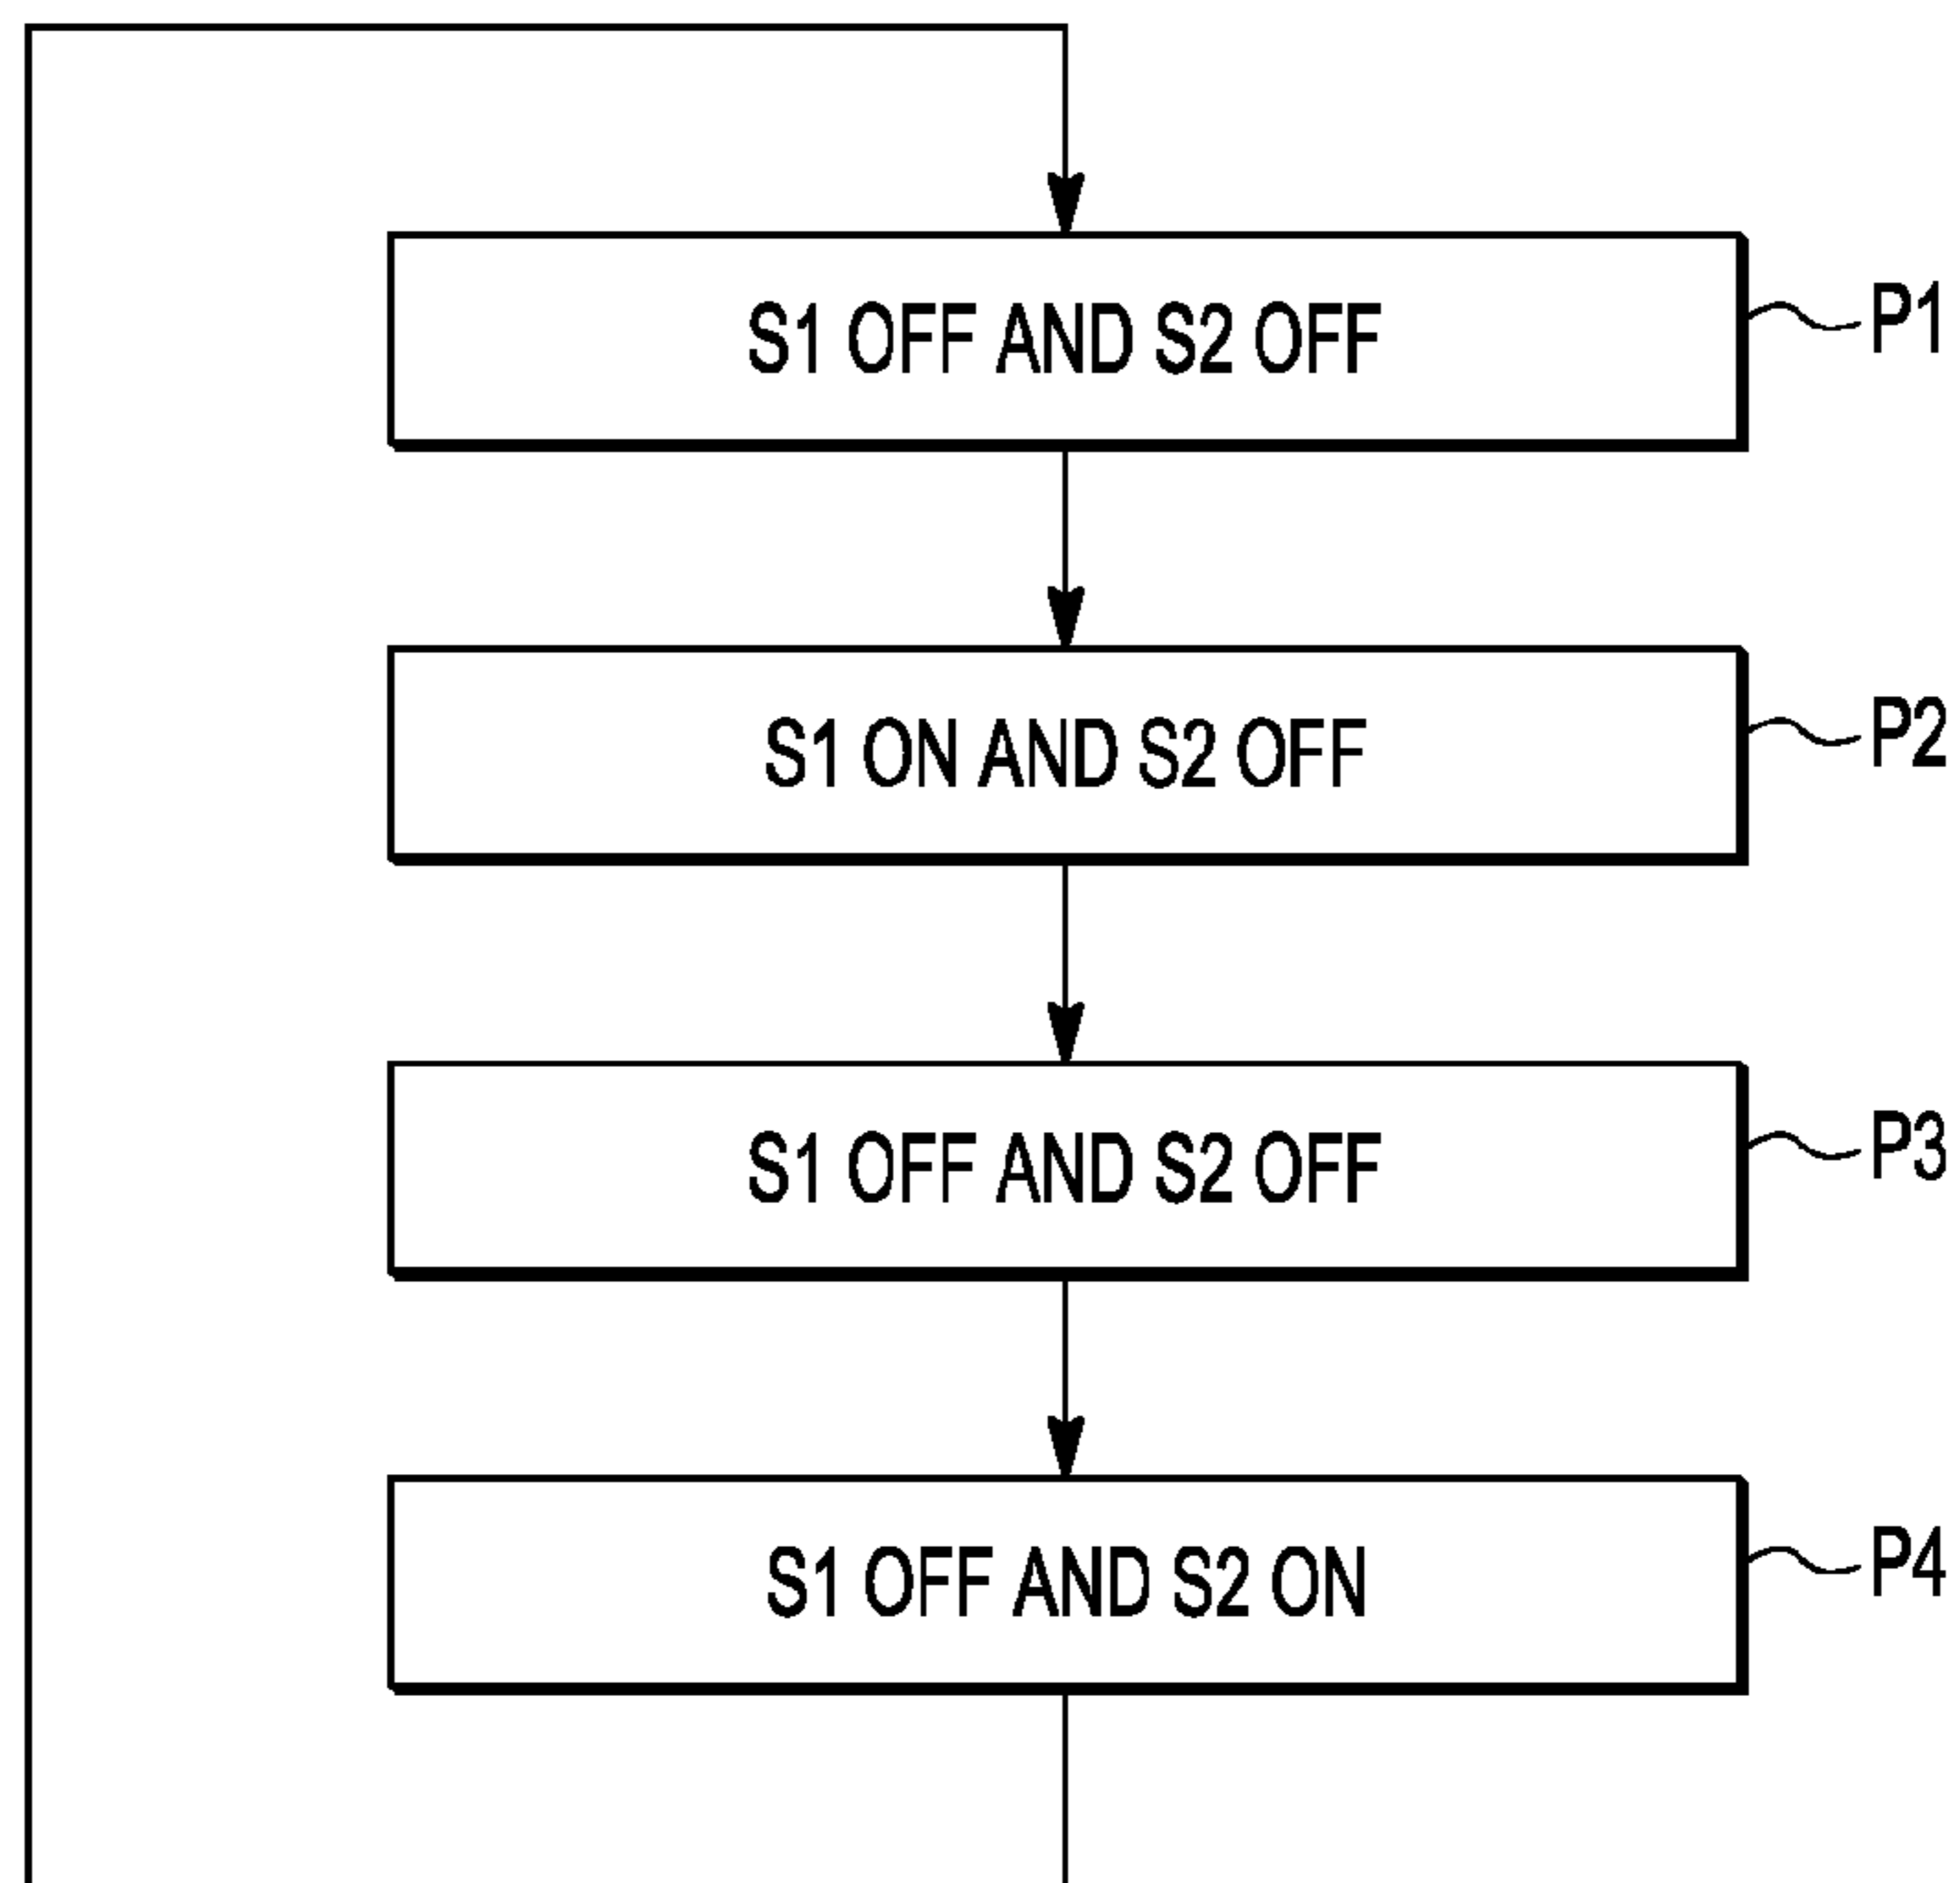 S1 OFF AND S2 OFF
P1
S1 ON AND S2 OFF
P2
S1 OFF AND S2 OFF
P3
S1 OFF AND S2 ON
P4